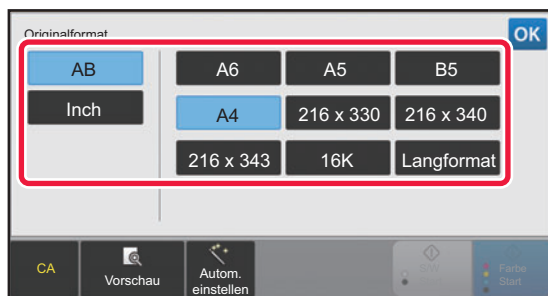 Originalformat
OK
AB
A6
A5
B5
Inch
A4
216 x 330
216 x 340
216 x 343
16K
Langformat
CA
Vorschau
Autom.
einstellen
S/W
Start
Farbe
Start